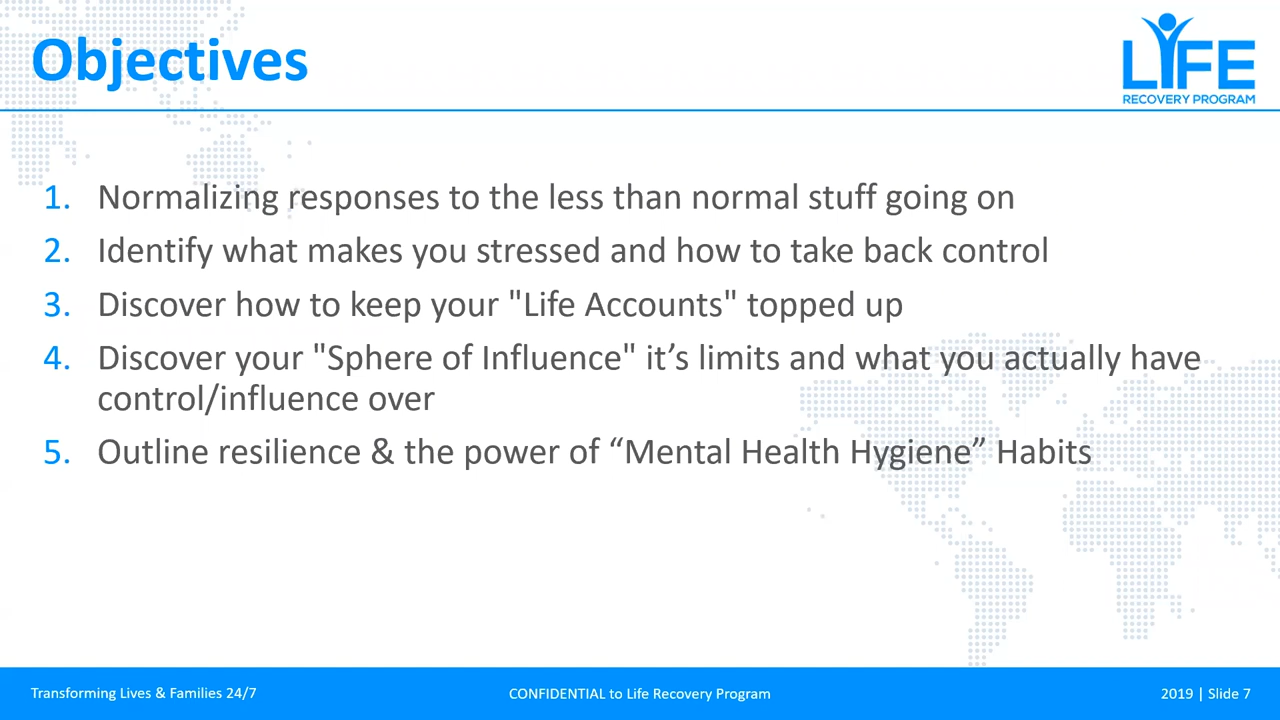 Objectives
LIFE
RECOVERY PROGRAM
1. Normalizing responses to the less than normal stuff going on
2. Identify what makes you stressed and how to take back control
3. Discover how to keep your "Life Accounts" topped up
4. Discover your "Sphere of Influence" it’s limits and what you actually have
control/influence over
5. Outline resilience & the power of “Mental Health Hygiene” Habits
Transforming Lives & Families 24/7
CONFIDENTIAL to Life Recovery Program
2019 | Slide 7